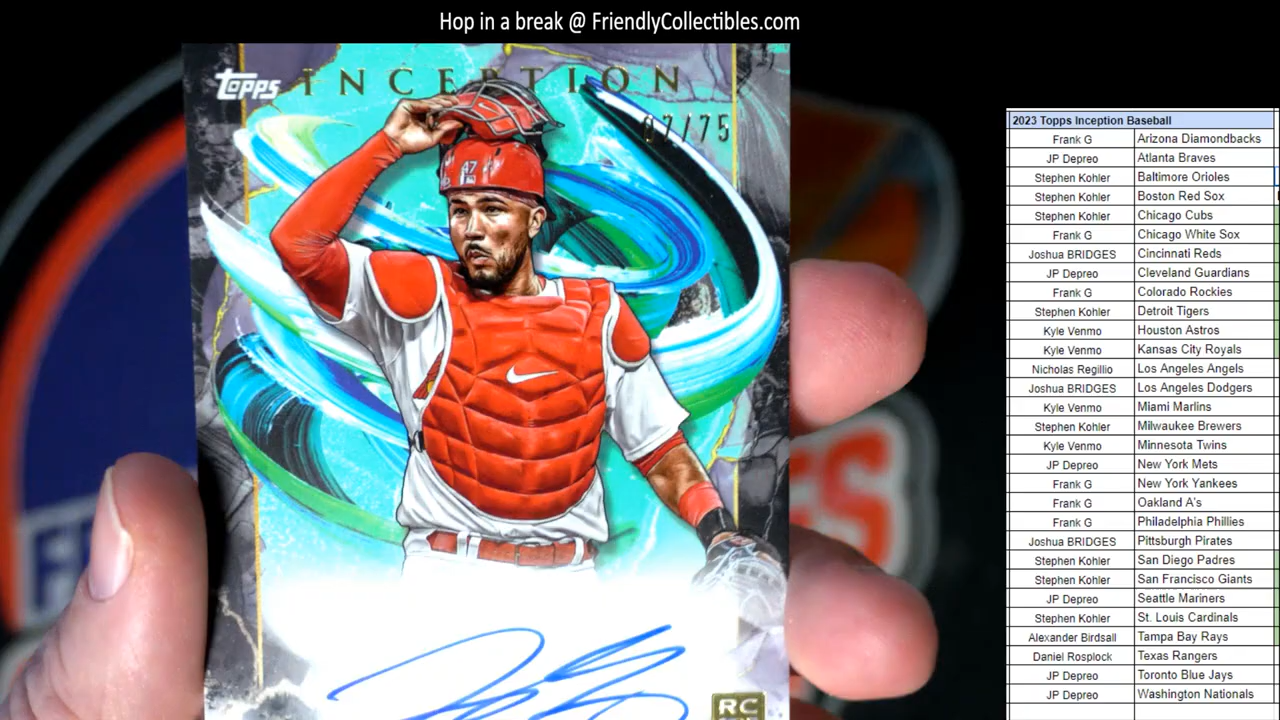 Hop in a break @ FriendlyCollectibles.com
TOPPS INCEPTION
07/75
47
RC
2023 Topps Inception Baseball
Frank G Arizona Diamondbacks
JP Depreo Atlanta Braves
Stephen Kohler Baltimore Orioles
Stephen Kohler Boston Red Sox
Stephen Kohler Chicago Cubs
Frank G Chicago White Sox
Joshua BRIDGES Cincinnati Reds
JP Depreo Cleveland Guardians
Frank G Colorado Rockies
Stephen Kohler Detroit Tigers
Kyle Venmo Houston Astros
Kyle Venmo Kansas City Royals
Nicholas Regillio Los Angeles Angels
Joshua BRIDGES Los Angeles Dodgers
Kyle Venmo Miami Marlins
Stephen Kohler Milwaukee Brewers
Kyle Venmo Minnesota Twins
JP Depreo New York Mets
Frank G New York Yankees
Frank G Oakland A's
Frank G Philadelphia Phillies
Joshua BRIDGES Pittsburgh Pirates
Stephen Kohler San Diego Padres
Stephen Kohler San Francisco Giants
JP Depreo Seattle Mariners
Stephen Kohler St. Louis Cardinals
Alexander Birdsall Tampa Bay Rays
Daniel Rosplock Texas Rangers
JP Depreo Toronto Blue Jays
JP Depreo Washington Nationals